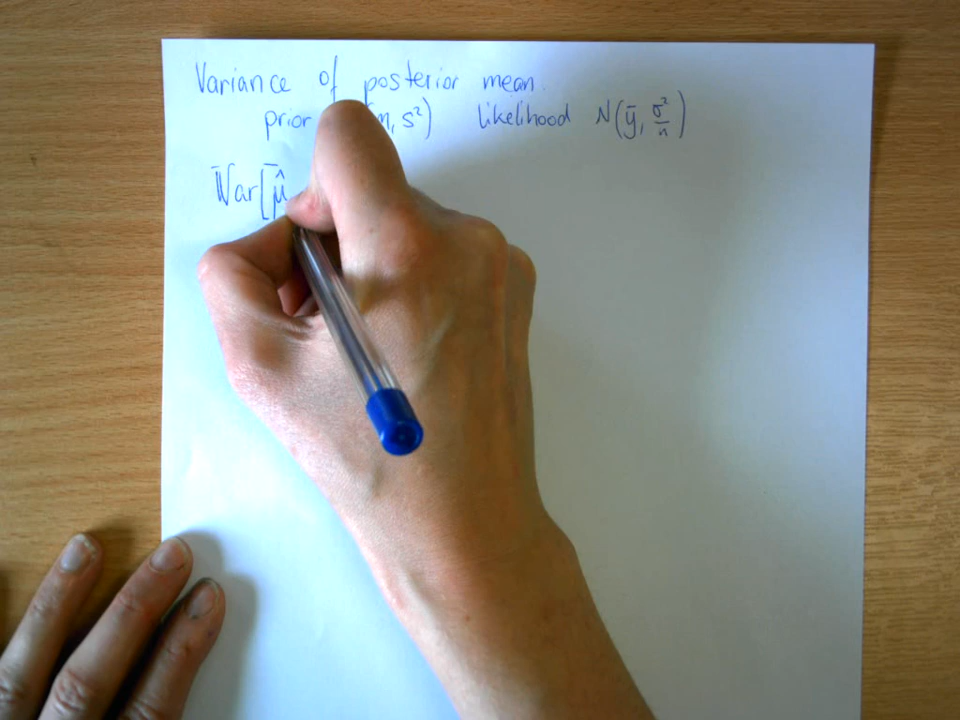 Variance of posterior mean.
prior m, s²) likelihood N(ȳ, σ²/n)
Var[μ̂